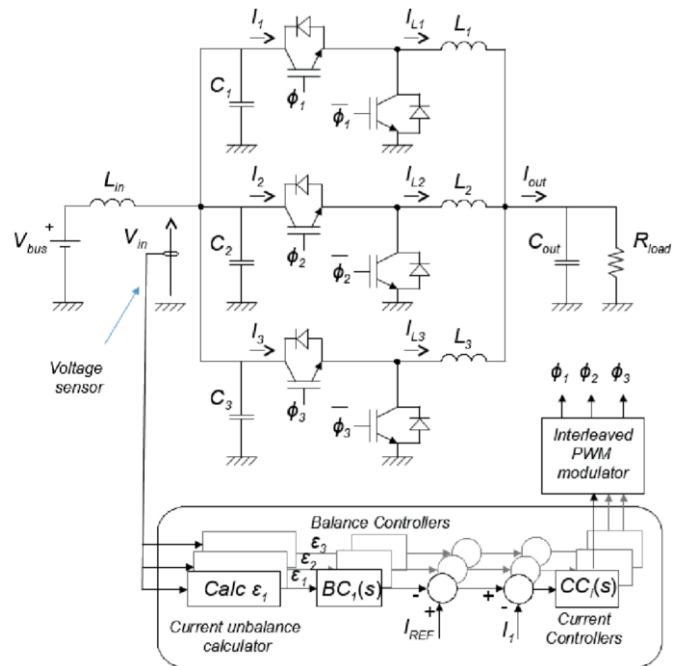 I1
IL1
L1
C1
ϕ1
ϕ̅1
Lin
I2
IL2
L2
Iout
Vbus
+
Vin
C2
ϕ2
ϕ̅2
Cout
Rload
I3
IL3
L3
Voltage
sensor
C3
ϕ3
ϕ̅3
ϕ1 ϕ2 ϕ3
Interleaved
PWM
modulator
Balance Controllers
ε3
ε2
ε1
Calc ε1
BC1(s)
-
+
+
-
CCi(s)
Current unbalance
calculator
IREF
I1
Current
Controllers